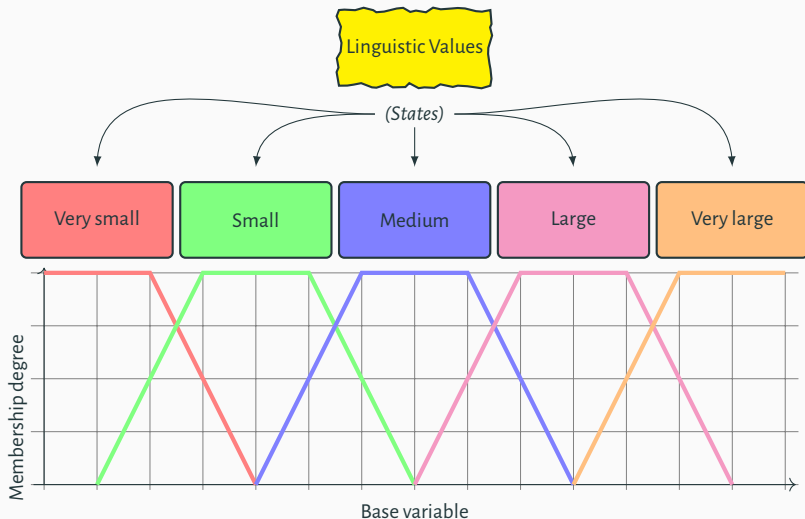 Linguistic Values
(States)
Very small
Small
Medium
Large
Very large
Membership degree
Base variable